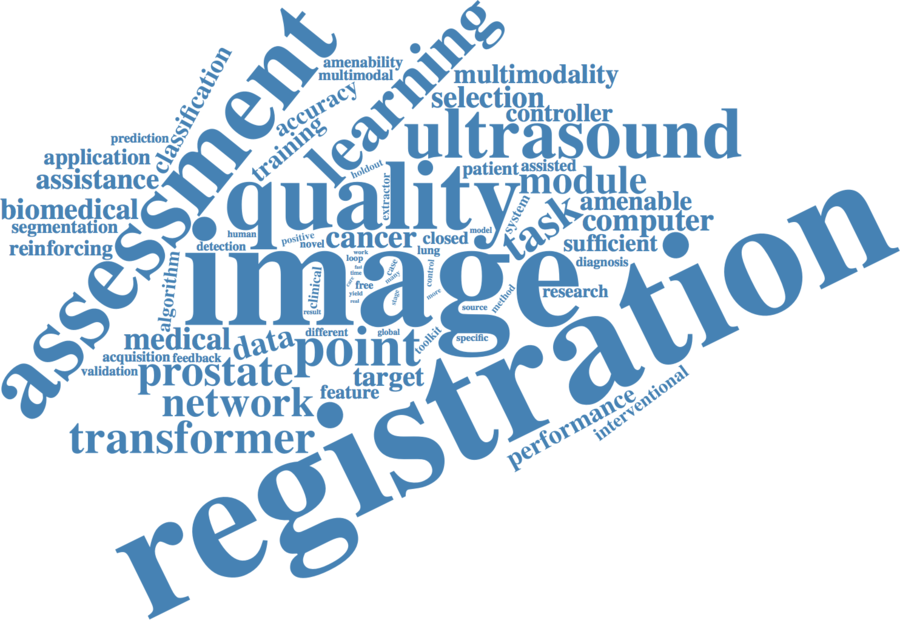 assessment
learning
amenability
multimodal
multimodality
classification
accuracy
selection
controller
training
ultrasound
prediction
application
assistance
holdout
patient
assisted
module
quality
extractor
biomedical
segmentation
reinforcing
system
task
amenable
computer
human
positive
novel
cancer
closed
model
sufficient
detection
work
loop
lung
diagnosis
image
algorithm
clinical
fast
time
rare
free
yield
real
case
many
stage
control
more
source
method
research
result
registration
medical
data
different
global
point
toolkit
specific
acquisition
feedback
validation
prostate
target
feature
network
transformer
performance
interventional